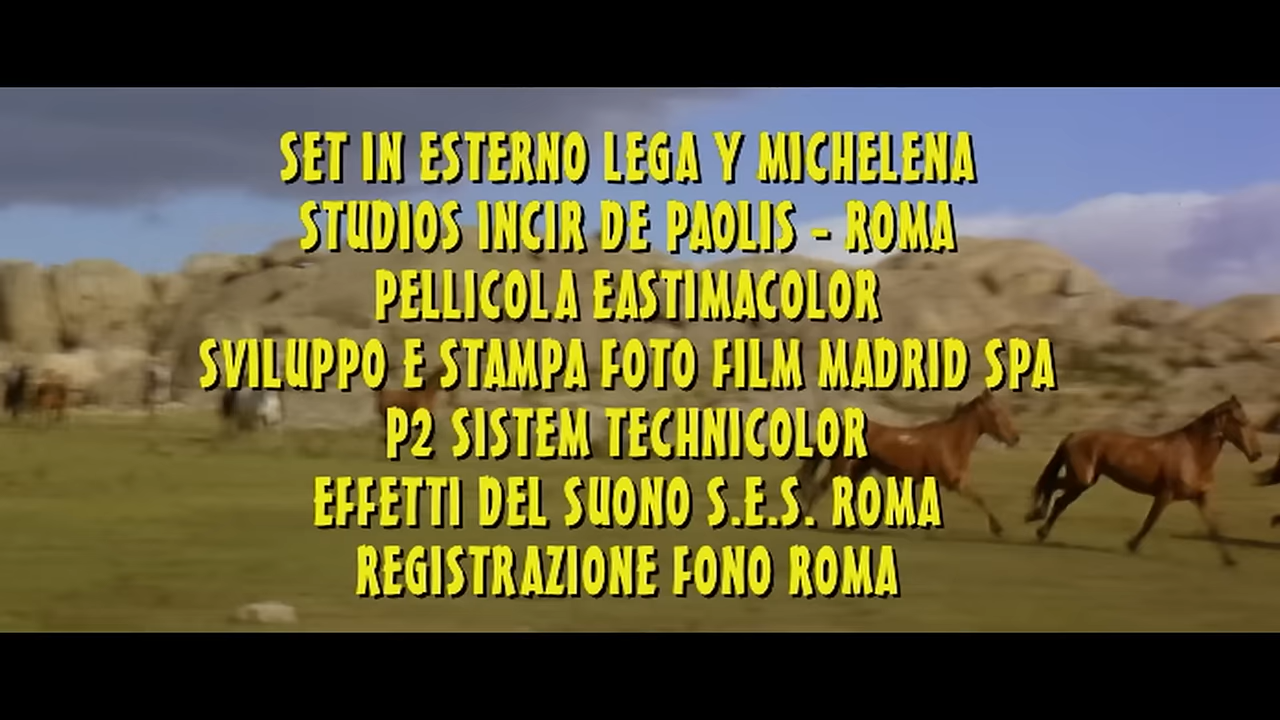 SET IN ESTERNO LEGA Y MICHELENA
STUDIOS INCIR DE PAOLIS - ROMA
PELLICOLA EASTIMACOLOR
SVILUPPO E STAMPA FOTO FILM MADRID SPA
P2 SISTEM TECHNICOLOR
EFFETTI DEL SUONO S.E.S. ROMA
REGISTRAZIONE FONO ROMA